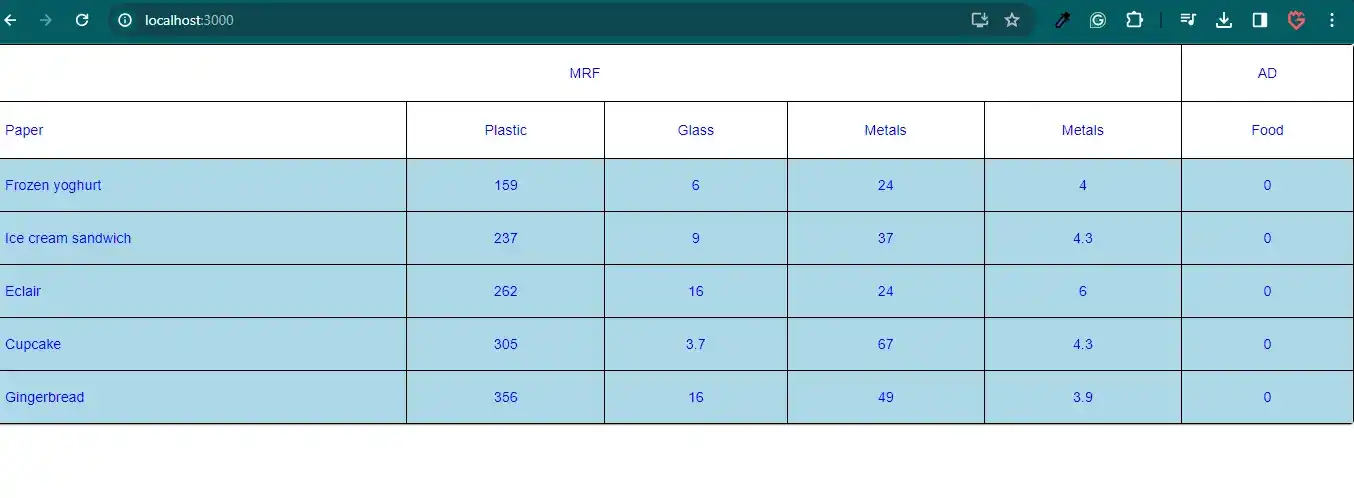 localhost:3000
MRF AD
Paper Plastic Glass Metals Metals Food
Frozen yoghurt 159 6 24 4 0
Ice cream sandwich 237 9 37 4.3 0
Eclair 262 16 24 6 0
Cupcake 305 3.7 67 4.3 0
Gingerbread 356 16 49 3.9 0